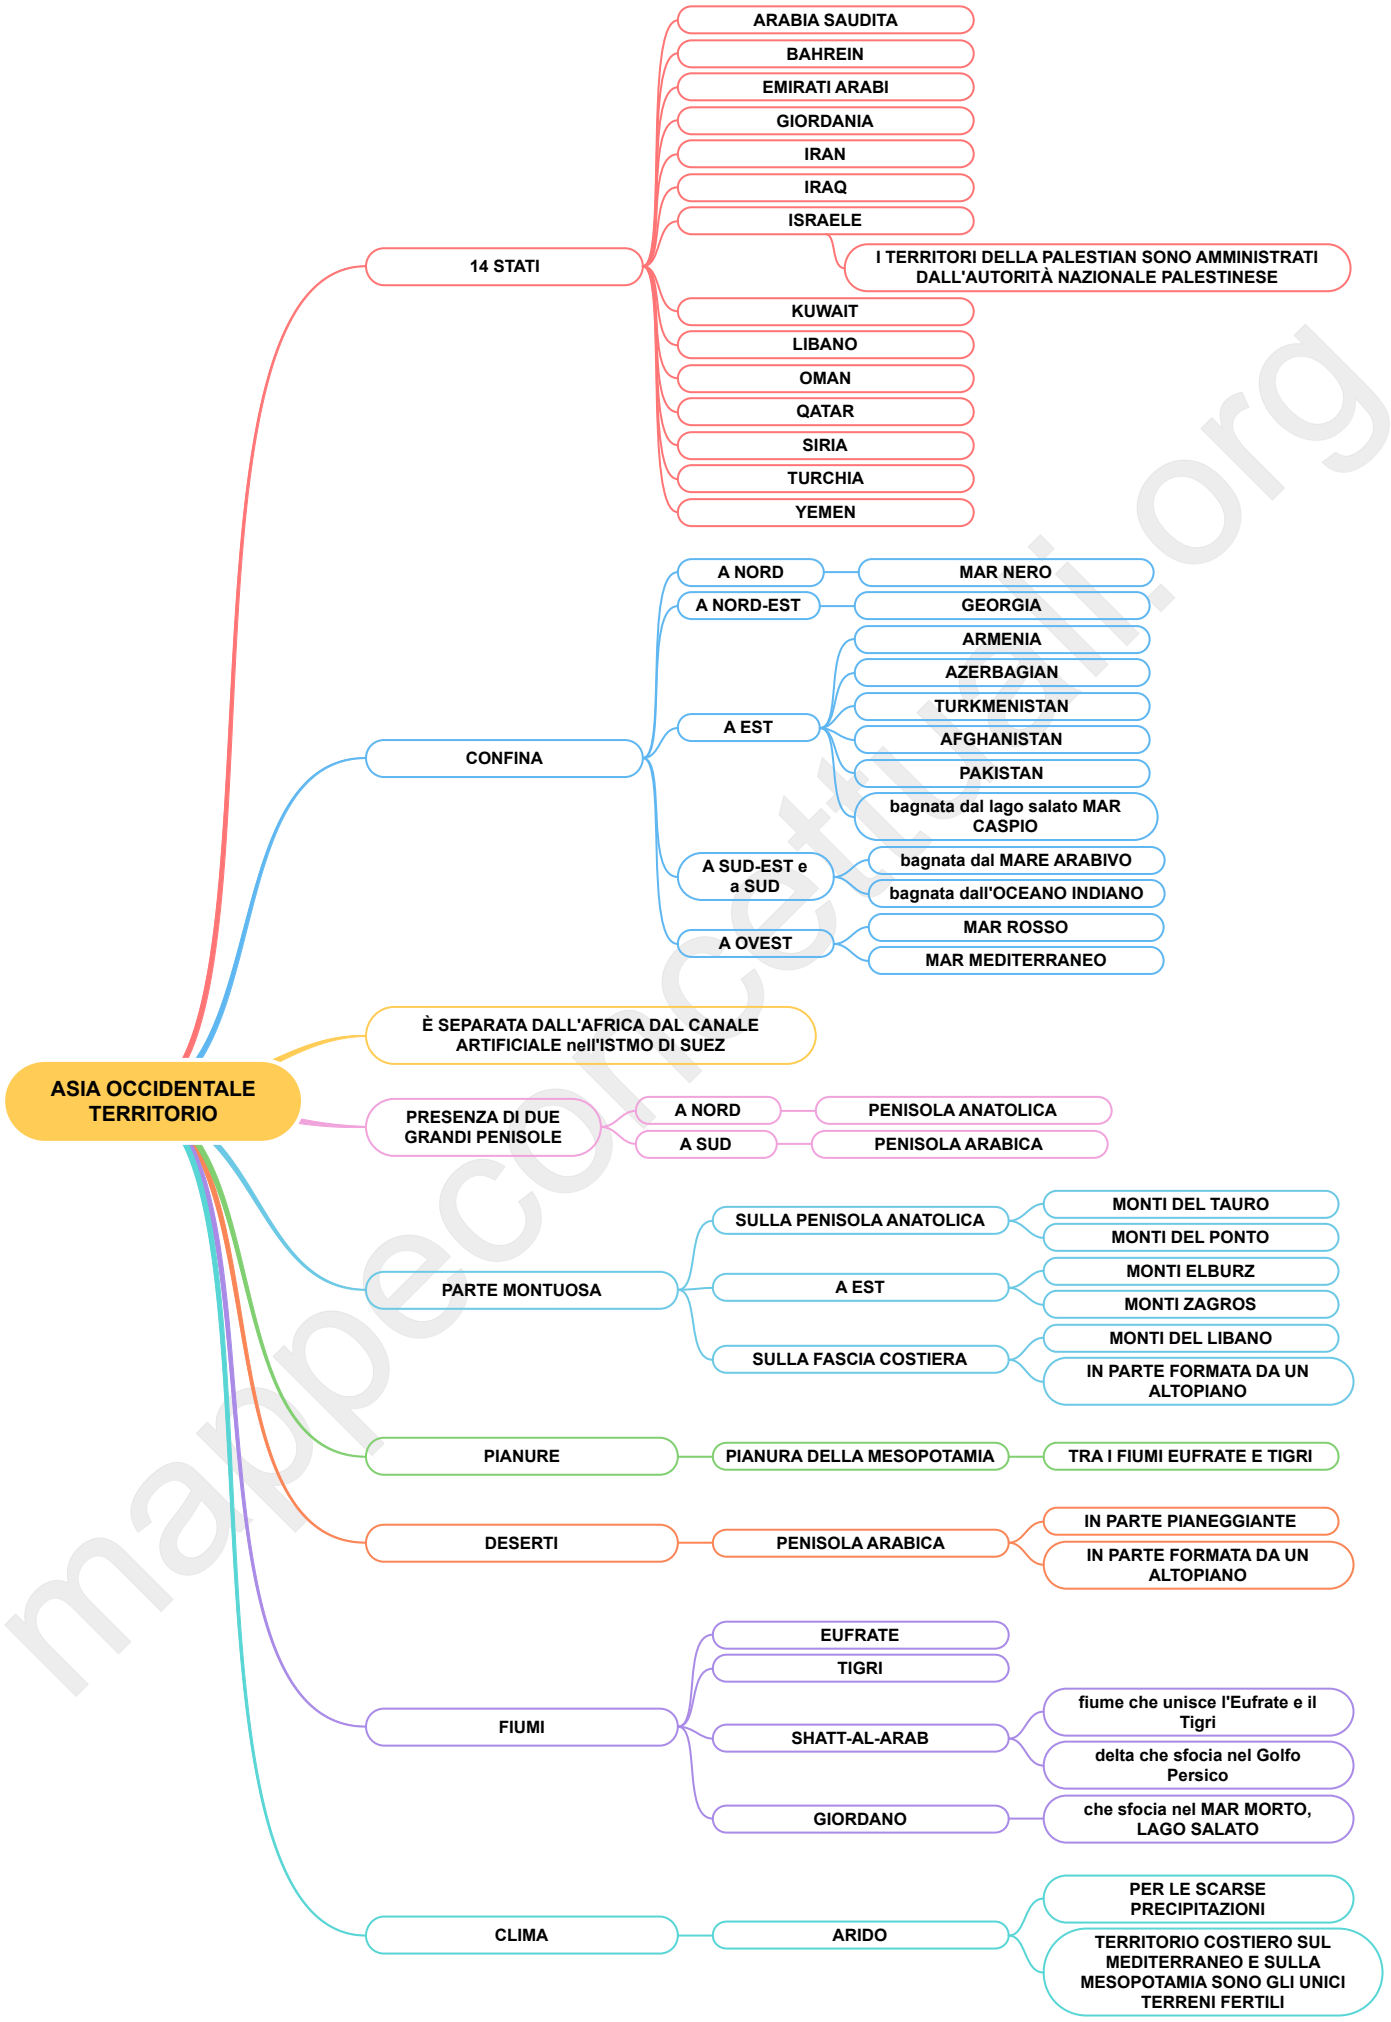 ARABIA SAUDITA
BAHREIN
EMIRATI ARABI
GIORDANIA
IRAN
IRAQ
ISRAELE
I TERRITORI DELLA PALESTIAN SONO AMMINISTRATI
DALL'AUTORITÀ NAZIONALE PALESTINESE
14 STATI
KUWAIT
LIBANO
OMAN
QATAR
SIRIA
TURCHIA
YEMEN
A NORD
MAR NERO
A NORD-EST
GEORGIA
ARMENIA
AZERBAGIAN
TURKMENISTAN
A EST
AFGHANISTAN
PAKISTAN
bagnata dal lago salato MAR
CASPIO
CONFINA
A SUD-EST e
a SUD
bagnata dal MARE ARABIVO
bagnata dall'OCEANO INDIANO
A OVEST
MAR ROSSO
MAR MEDITERRANEO
È SEPARATA DALL'AFRICA DAL CANALE
ARTIFICIALE nell'ISTMO DI SUEZ
ASIA OCCIDENTALE
TERRITORIO
PRESENZA DI DUE
GRANDI PENISOLE
A NORD
PENISOLA ANATOLICA
A SUD
PENISOLA ARABICA
PARTE MONTUOSA
SULLA PENISOLA ANATOLICA
MONTI DEL TAURO
MONTI DEL PONTO
A EST
MONTI ELBURZ
MONTI ZAGROS
SULLA FASCIA COSTIERA
MONTI DEL LIBANO
IN PARTE FORMATA DA UN
ALTOPIANO
PIANURE
PIANURA DELLA MESOPOTAMIA
TRA I FIUMI EUFRATE E TIGRI
DESERTI
PENISOLA ARABICA
IN PARTE PIANEGGIANTE
IN PARTE FORMATA DA UN
ALTOPIANO
FIUMI
EUFRATE
TIGRI
SHATT-AL-ARAB
fiume che unisce l'Eufrate e il
Tigri
delta che sfocia nel Golfo
Persico
GIORDANO
che sfocia nel MAR MORTO,
LAGO SALATO
CLIMA
ARIDO
PER LE SCARSE
PRECIPITAZIONI
TERRITORIO COSTIERO SUL
MEDITERRANEO E SULLA
MESOPOTAMIA SONO GLI UNICI
TERRENI FERTILI
mappeconcettuali.org